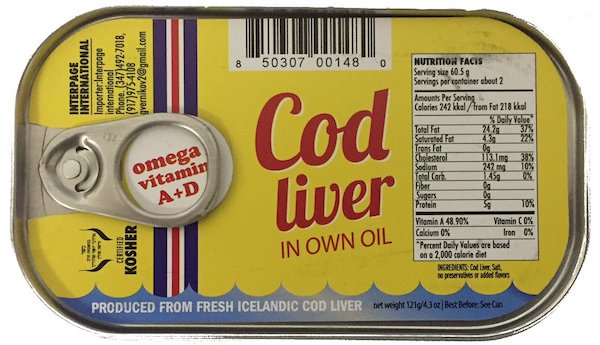 INTERPAGE
INTERNATIONAL
Importer:Interpage
international
Phone. (347)492-7018,
(917)975-4108
gvernikov2@gmail.com
omega
vitamin
A+D
CERTIFIED
KOSHER
8 50307 00148 0
Cod
liver
IN OWN OIL
NUTRITION FACTS
Serving size 60.5 g
Servings per container about 2
Amounts Per Serving
Calories 242 kkal / from Fat 218 kkal
% Daily Value*
Total Fat 24.2g 37%
Saturated Fat 4.3g 22%
Trans Fat 0g
Cholesterol 113.1mg 38%
Sodium 242 mg 10%
Total Carb. 1.45g 0%
Fiber 0g
Sugars 0g
Protein 5g 10%
Vitamin A 48.90% Vitamin C 0%
Calcium 0% Iron 0%
*Percent Daily Values are based
on a 2,000 calorie diet
INGREDIENTS: Cod Liver, Salt,
no preservatives or added flavors
PRODUCED FROM FRESH ICELANDIC COD LIVER
net weight 121g/4.3 oz | Best Before: See Can